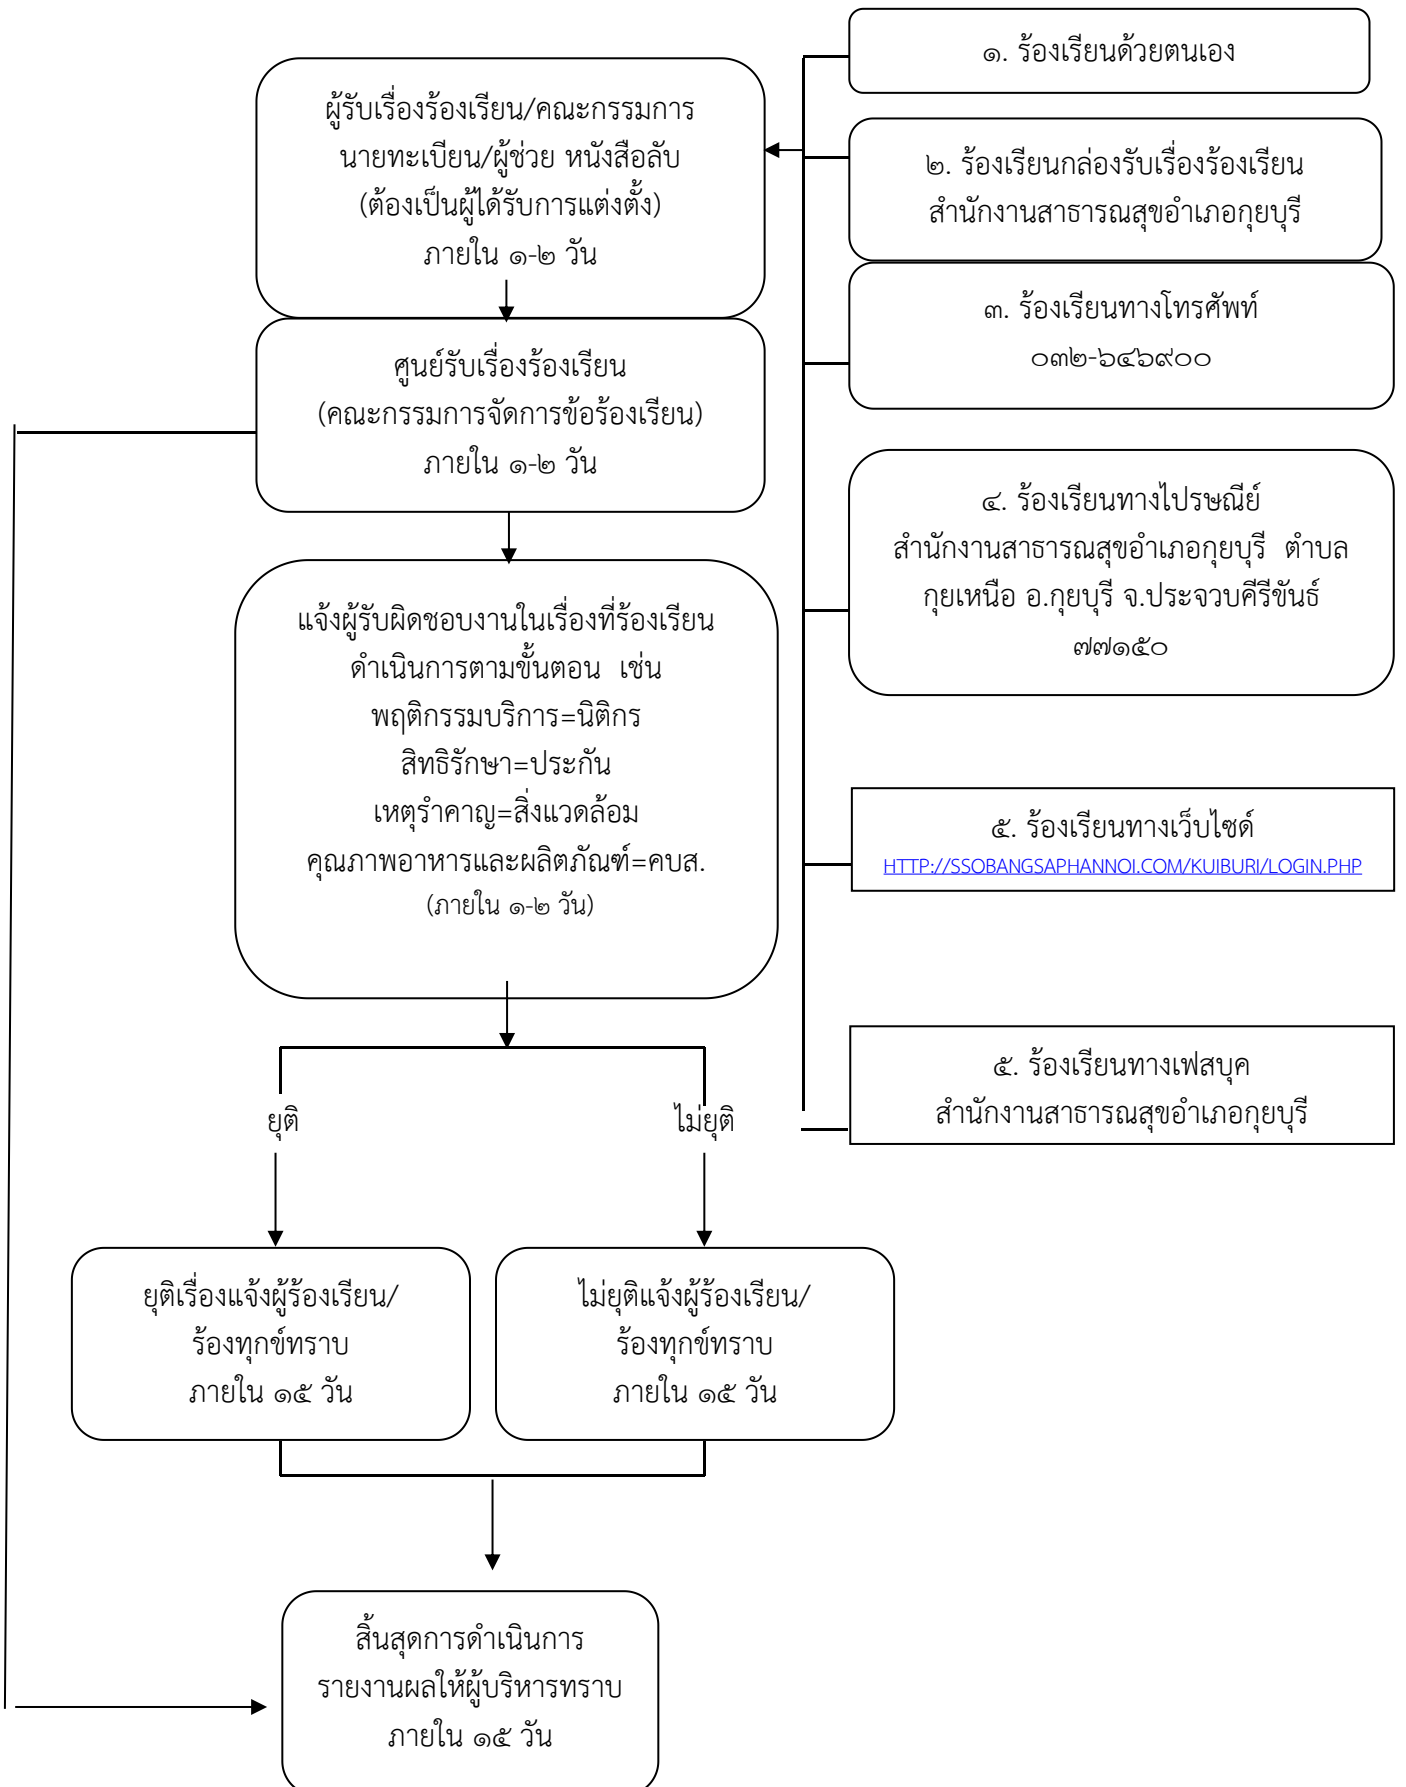 ๑. ร้องเรียนด้วยตนเอง
ผู้รับเรื่องร้องเรียน/คณะกรรมการ
นายทะเบียน/ผู้ช่วย หนังสือลับ
(ต้องเป็นผู้ได้รับการแต่งตั้ง)
ภายใน ๑-๒ วัน
๒. ร้องเรียนกล่องรับเรื่องร้องเรียน
สำนักงานสาธารณสุขอำเภอกุยบุรี
๓. ร้องเรียนทางโทรศัพท์
๐๓๒-๖๔๖๙๐๐
ศูนย์รับเรื่องร้องเรียน
(คณะกรรมการจัดการข้อร้องเรียน)
ภายใน ๑-๒ วัน
๔. ร้องเรียนทางไปรษณีย์
สำนักงานสาธารณสุขอำเภอกุยบุรี ตำบล
กุยเหนือ อ.กุยบุรี จ.ประจวบคีรีขันธ์
๗๗๑๕๐
แจ้งผู้รับผิดชอบงานในเรื่องที่ร้องเรียน
ดำเนินการตามขั้นตอน เช่น
พฤติกรรมบริการ=นิติกร
สิทธิรักษา=ประกัน
เหตุรำคาญ=สิ่งแวดล้อม
คุณภาพอาหารและผลิตภัณฑ์=คบส.
(ภายใน ๑-๒ วัน)
๕. ร้องเรียนทางเว็บไซด์
HTTP://SSOBANGSAPHANNOI.COM/KUIBURI/LOGIN.PHP
๕. ร้องเรียนทางเฟสบุค
สำนักงานสาธารณสุขอำเภอกุยบุรี
ยุติ
ไม่ยุติ
ยุติเรื่องแจ้งผู้ร้องเรียน/
ร้องทุกข์ทราบ
ภายใน ๑๕ วัน
ไม่ยุติแจ้งผู้ร้องเรียน/
ร้องทุกข์ทราบ
ภายใน ๑๕ วัน
สิ้นสุดการดำเนินการ
รายงานผลให้ผู้บริหารทราบ
ภายใน ๑๕ วัน